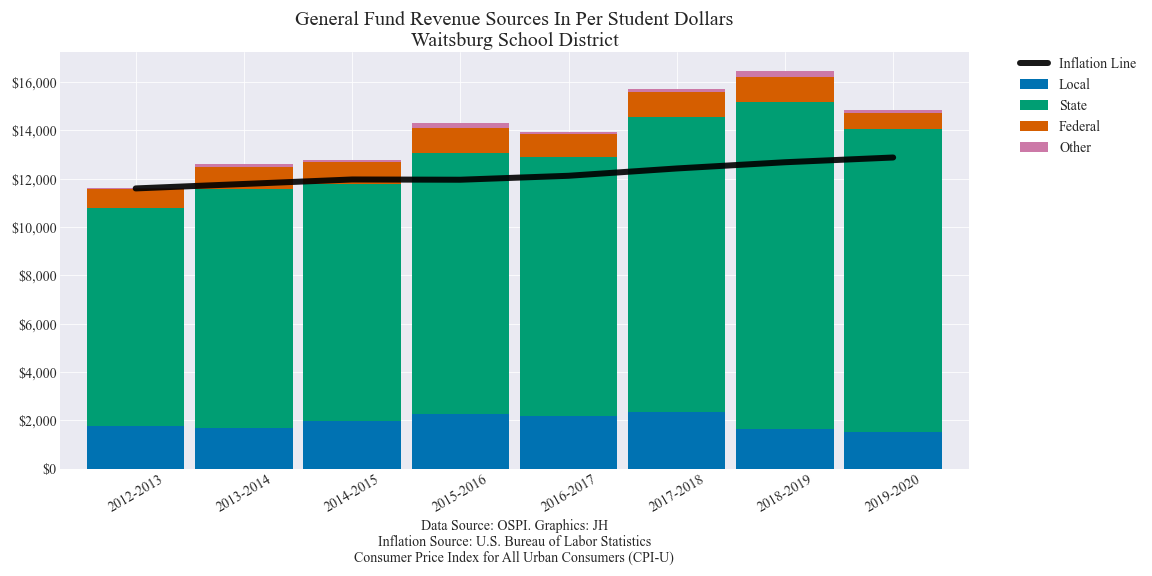 General Fund Revenue Sources In Per Student Dollars
Waitsburg School District
Inflation Line
Local
State
Federal
Other
$16,000
$14,000
$12,000
$10,000
$8,000
$6,000
$4,000
$2,000
$0
2012-2013
2013-2014
2014-2015
2015-2016
2016-2017
2017-2018
2018-2019
2019-2020
Data Source: OSPI. Graphics: JH
Inflation Source: U.S. Bureau of Labor Statistics
Consumer Price Index for All Urban Consumers (CPI-U)